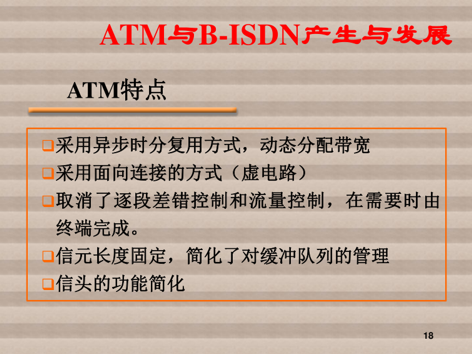 ATM与B-ISDN产生与发展
ATM特点
❑采用异步时分复用方式，动态分配带宽
❑采用面向连接的方式（虚电路）
❑取消了逐段差错控制和流量控制，在需要时由
终端完成。
❑信元长度固定，简化了对缓冲队列的管理
❑信头的功能简化
18